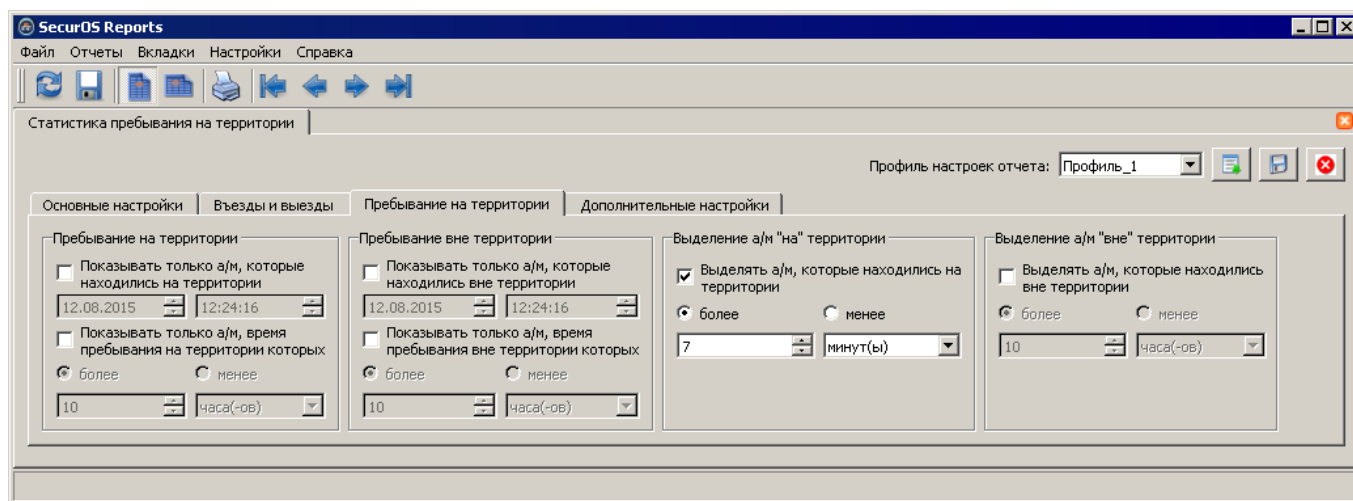 SecurOS Reports
Файл Отчеты Вкладки Настройки Справка
Статистика пребывания на территории
Профиль настроек отчета: Профиль_1
Основные настройки Въезды и выезды Пребывание на территории Дополнительные настройки
Пребывание на территории
Показывать только а/м, которые
находились на территории
12.08.2015 12:24:16
Показывать только а/м, время
пребывания на территории которых
более менее
10 часа(-ов)
Пребывание вне территории
Показывать только а/м, которые
находились вне территории
12.08.2015 12:24:16
Показывать только а/м, время
пребывания вне территории которых
более менее
10 часа(-ов)
Выделение а/м "на" территории
Выделять а/м, которые находились на
территории
более менее
7 минут(ы)
Выделение а/м "вне" территории
Выделять а/м, которые находились
вне территории
более менее
10 часа(-ов)